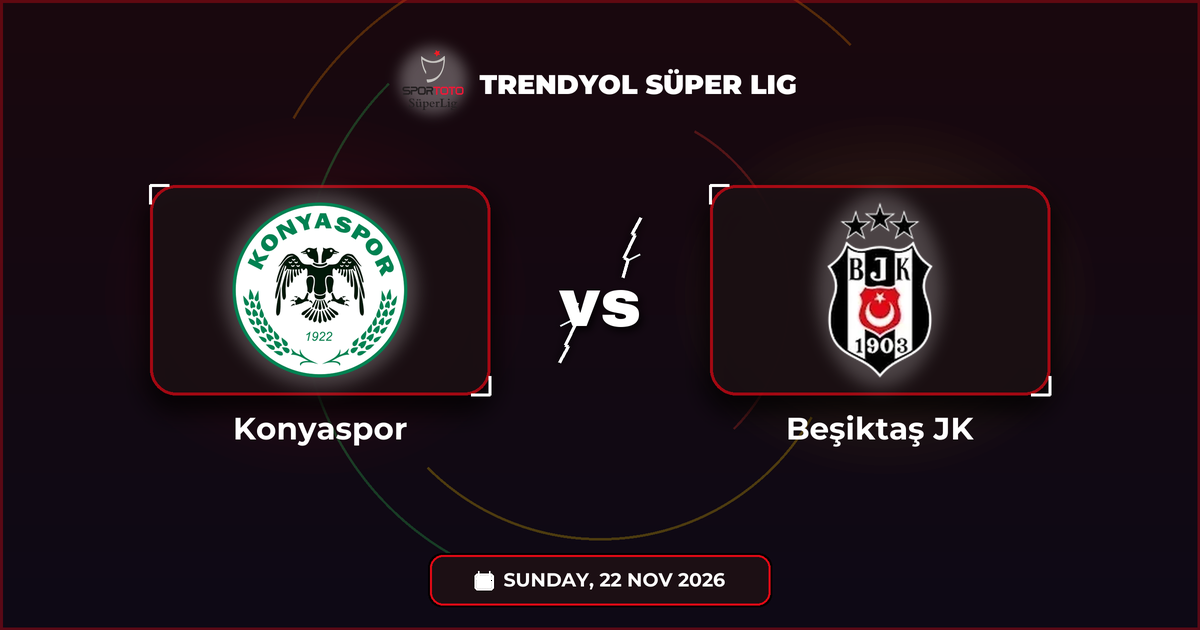 SPORTOTO
SüperLig
TRENDYOL SÜPER LIG
KONYASPOR
1922
VS
BJK
1903
Konyaspor
Beşiktaş JK
SUNDAY, 22 NOV 2026